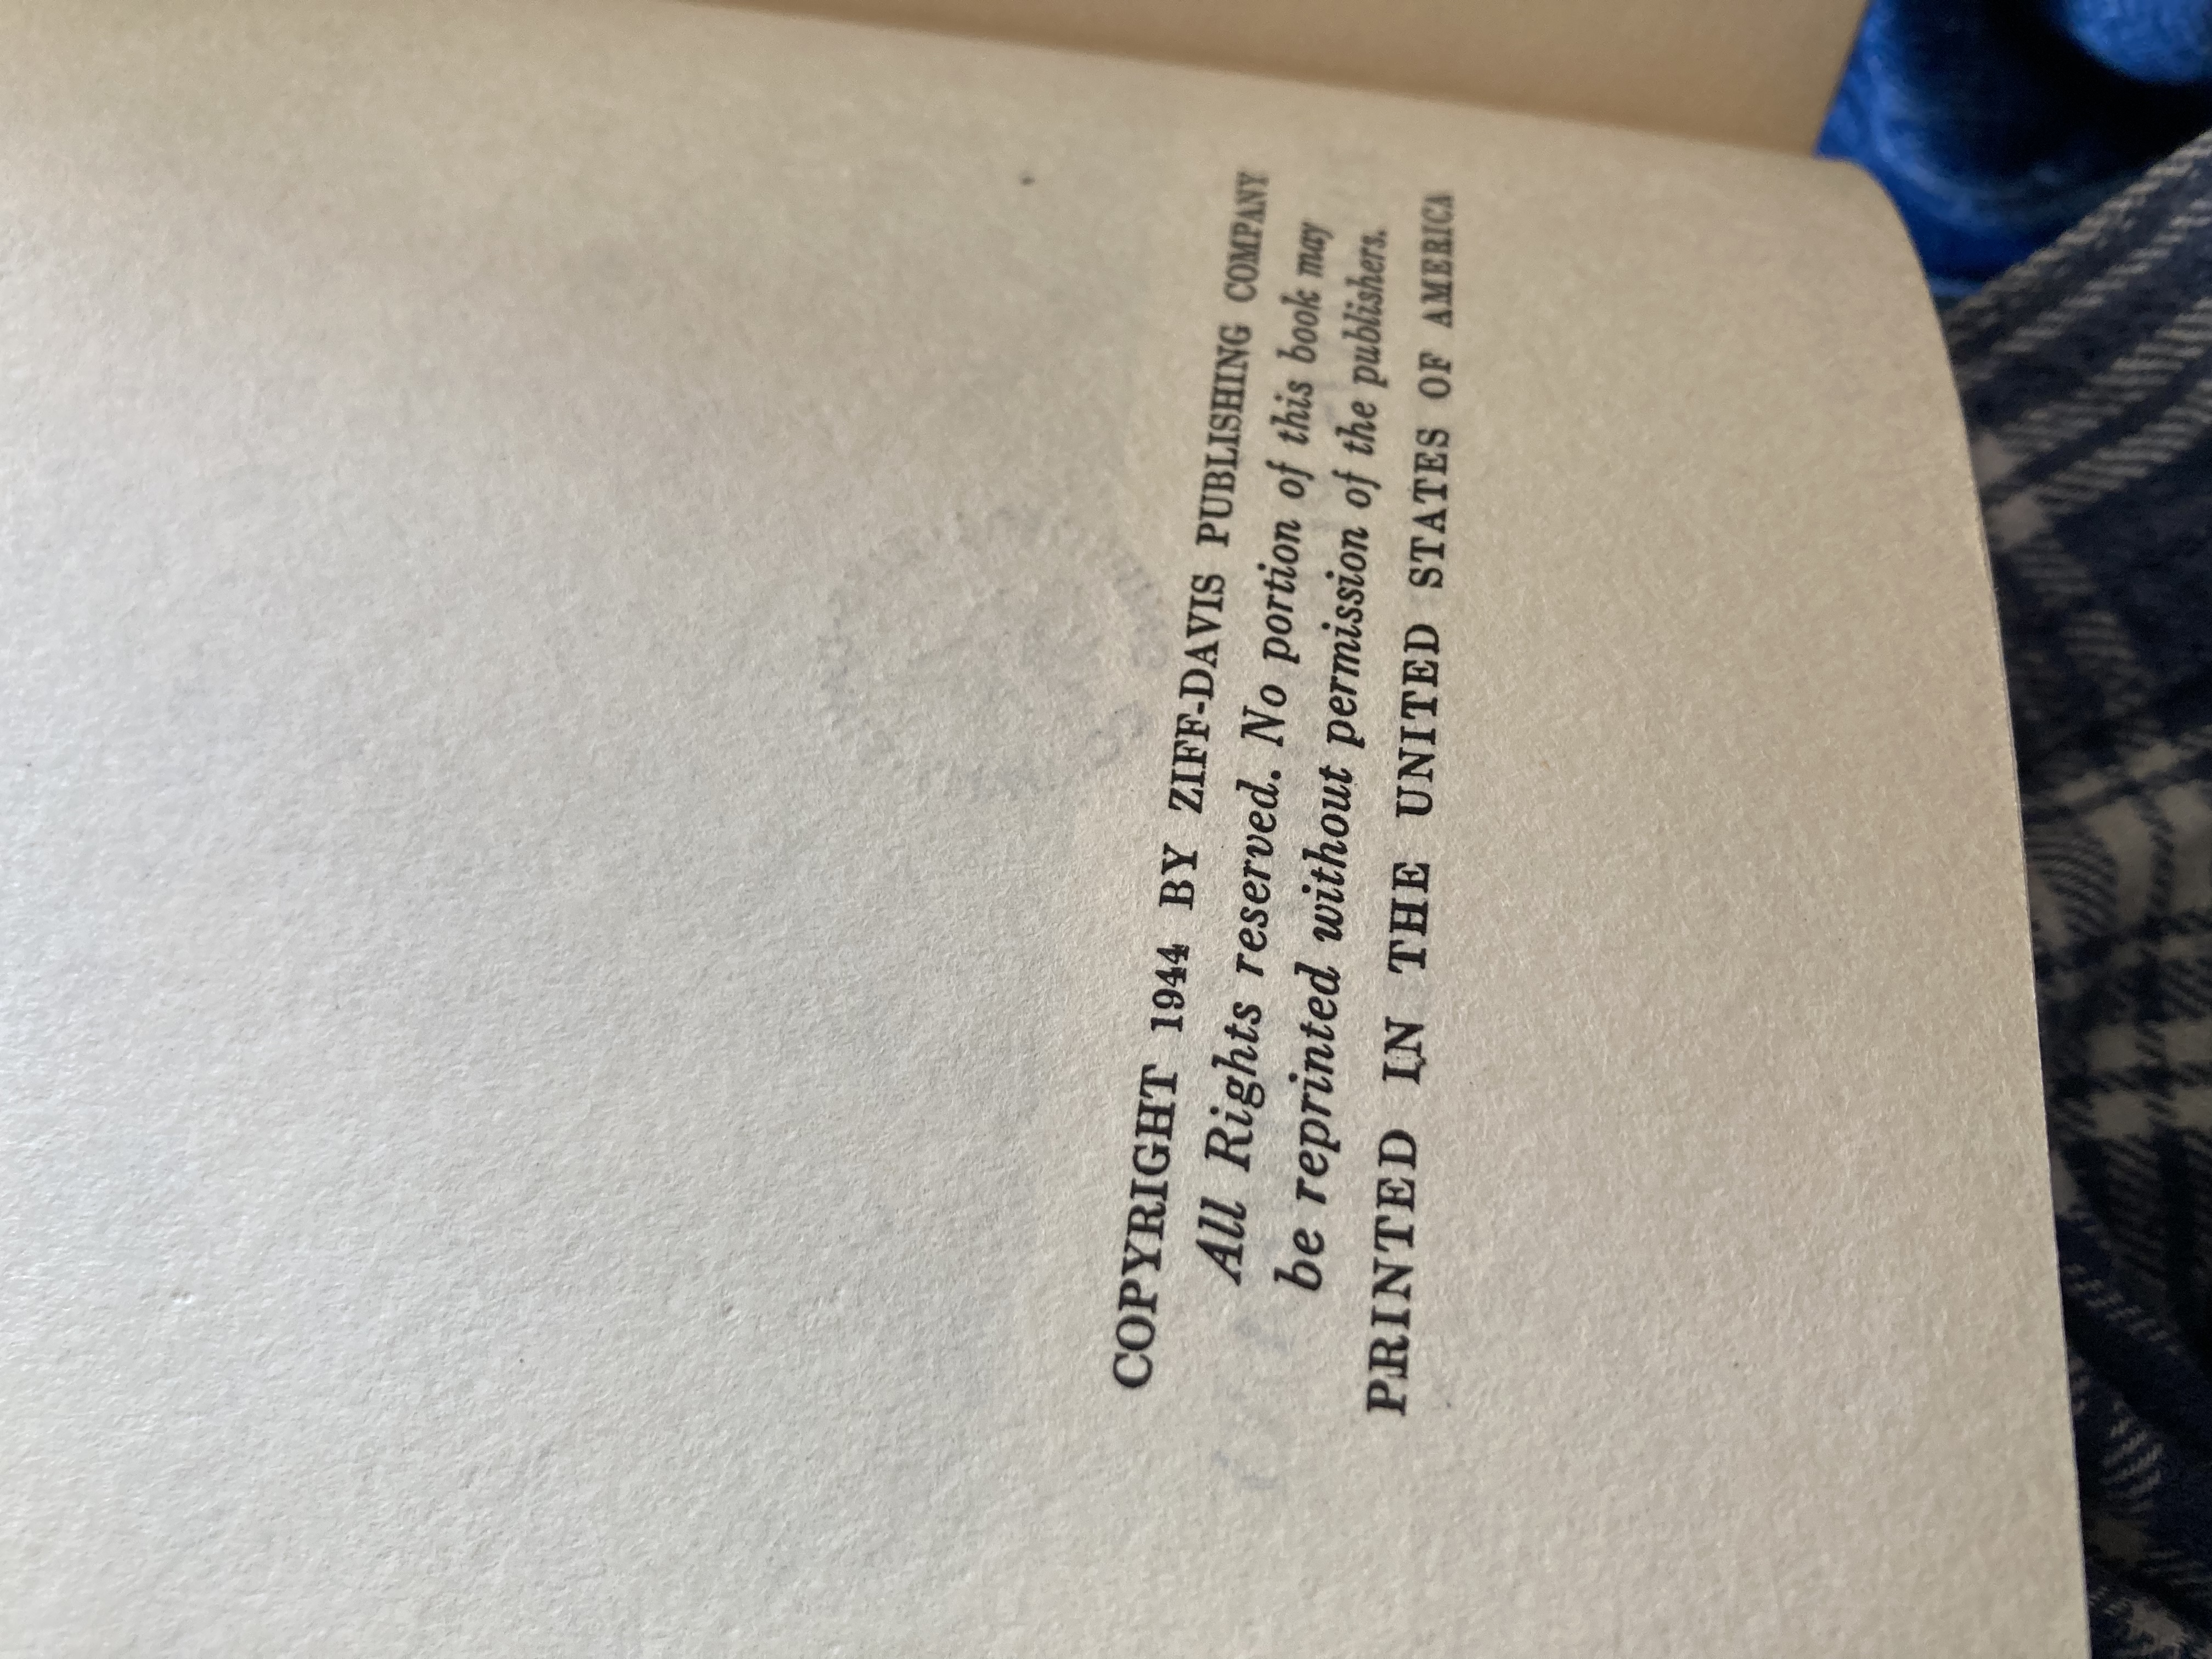 COPYRIGHT 1944 BY ZIFF-DAVIS PUBLISHING COMPANY
All Rights reserved. No portion of this book may
be reprinted without permission of the publishers.
PRINTED IN THE UNITED STATES OF AMERICA